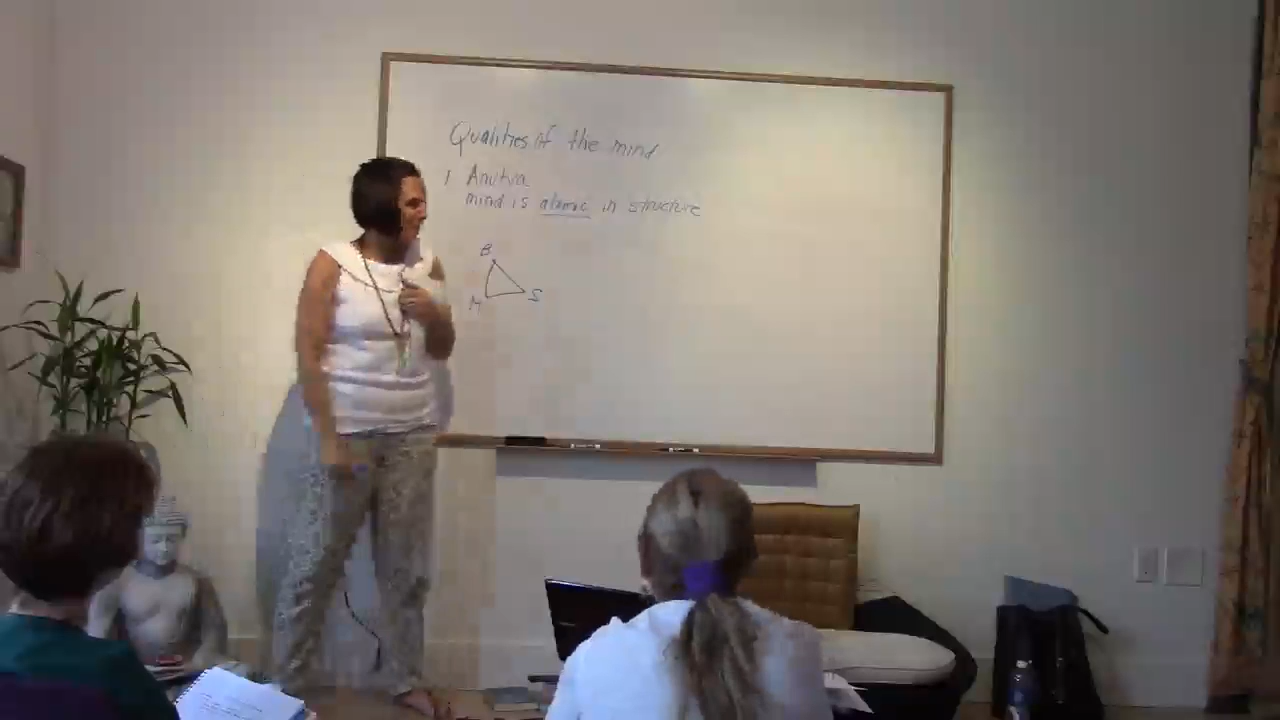 Qualities of the mind
1 Anutva
mind is atomic in structure
B
M S